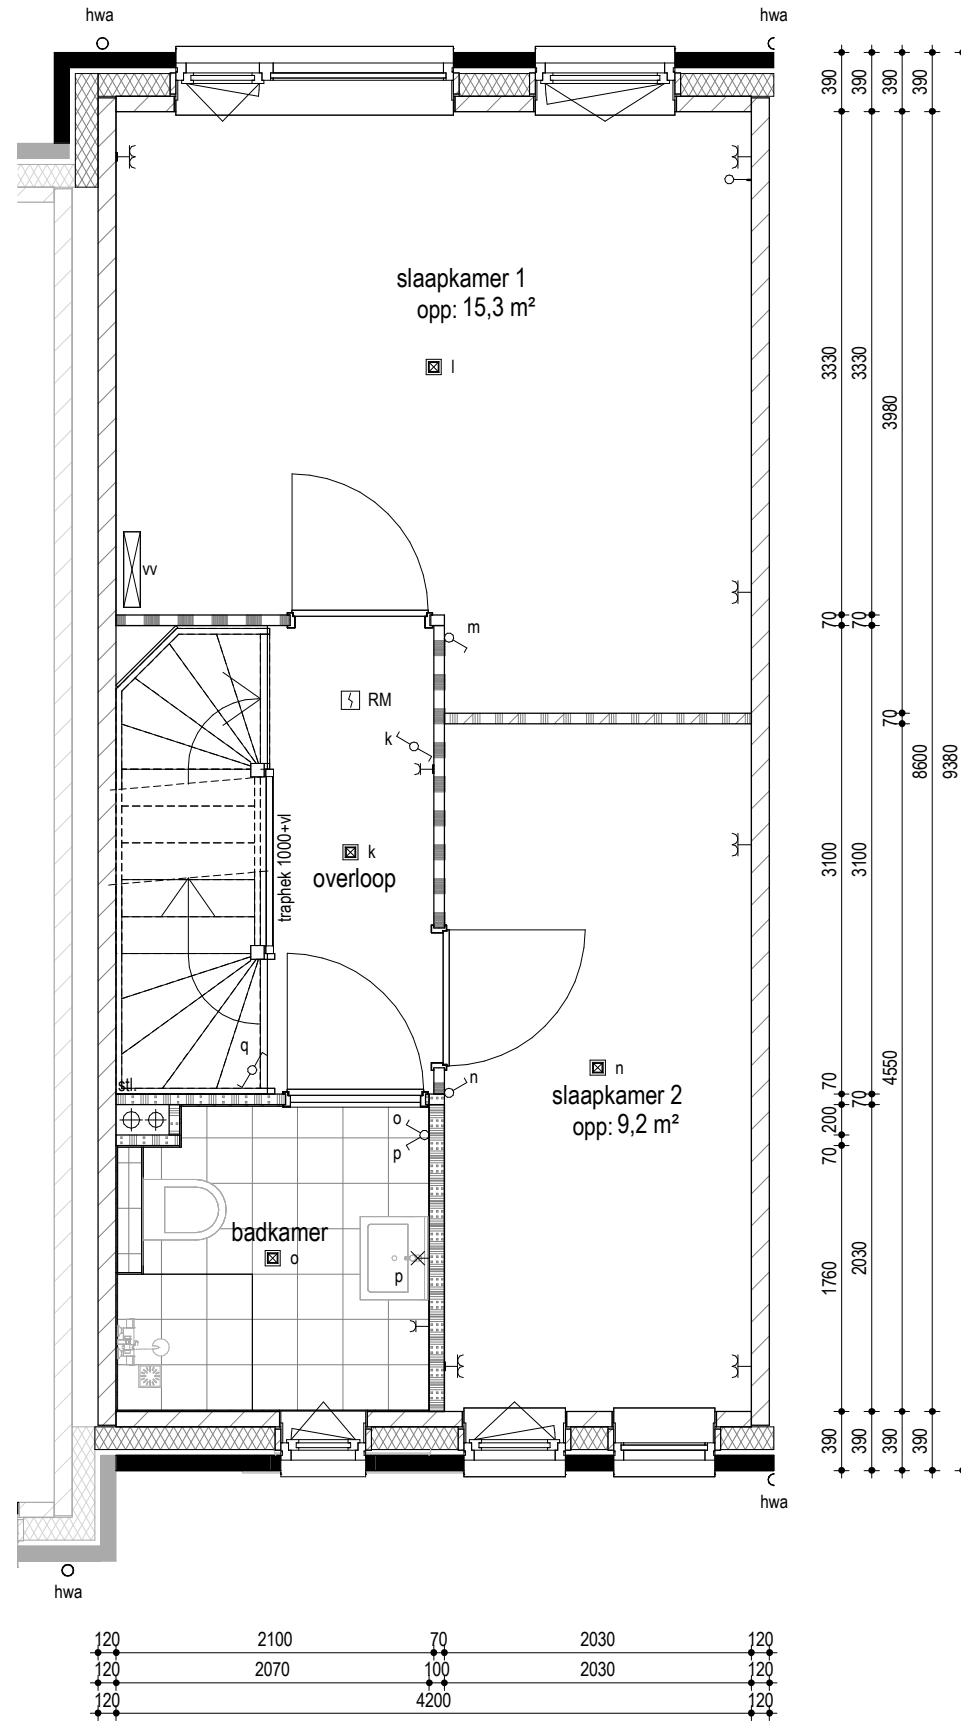 hwa
hwa
390
390
390
390
slaapkamer 1
opp: 15,3 m²
l
3330
3330
3980
vv
m
70
70
RM
k
70
8600
9380
traphek 1000+vl
k
overloop
3100
3100
q
n
n
stl.
slaapkamer 2
opp: 9,2 m²
o
p
4550
70
70
200
70
badkamer
o
p
1760
2030
390
390
390
390
hwa
hwa
120
2100
70
2030
120
120
2070
100
2030
120
120
4200
120